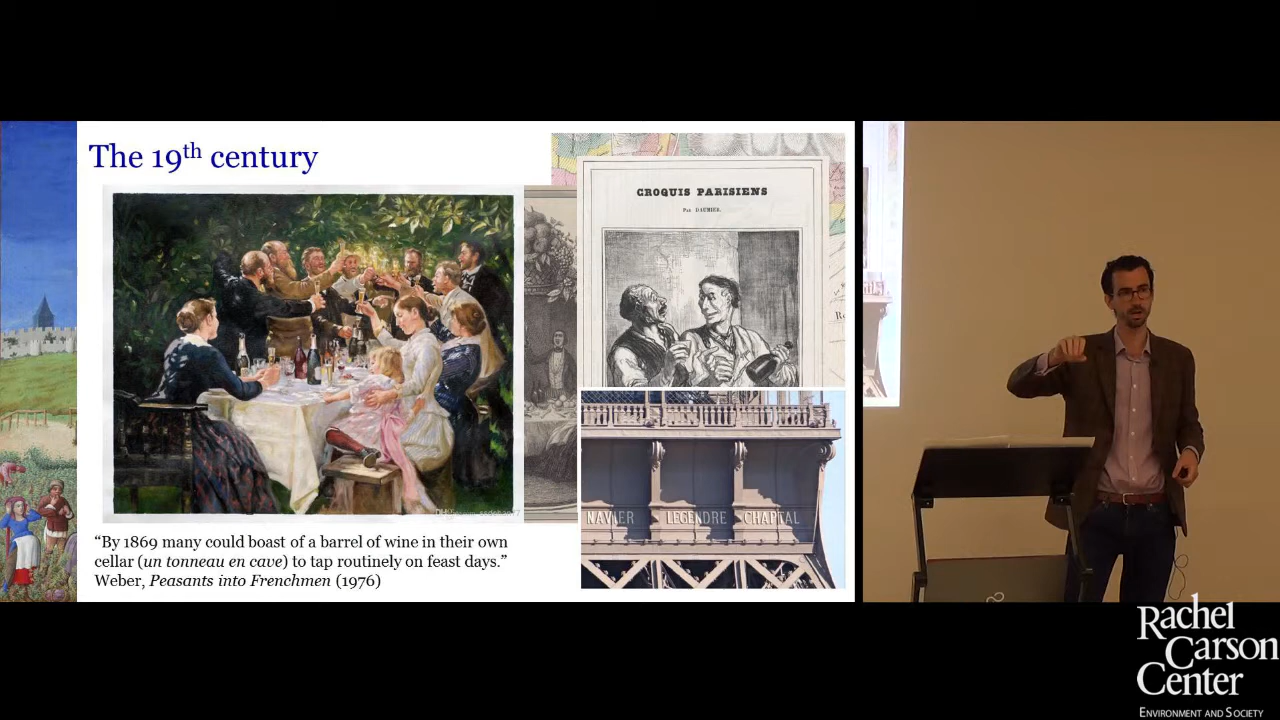 The 19th century
CROQUIS PARISIENS
Par DAUMIER.
NAVIER LEGENDRE CHAPTAL
“By 1869 many could boast of a barrel of wine in their own
cellar (un tonneau en cave) to tap routinely on feast days.”
Weber, Peasants into Frenchmen (1976)
Rachel
Carson
Center
ENVIRONMENT AND SOCIETY